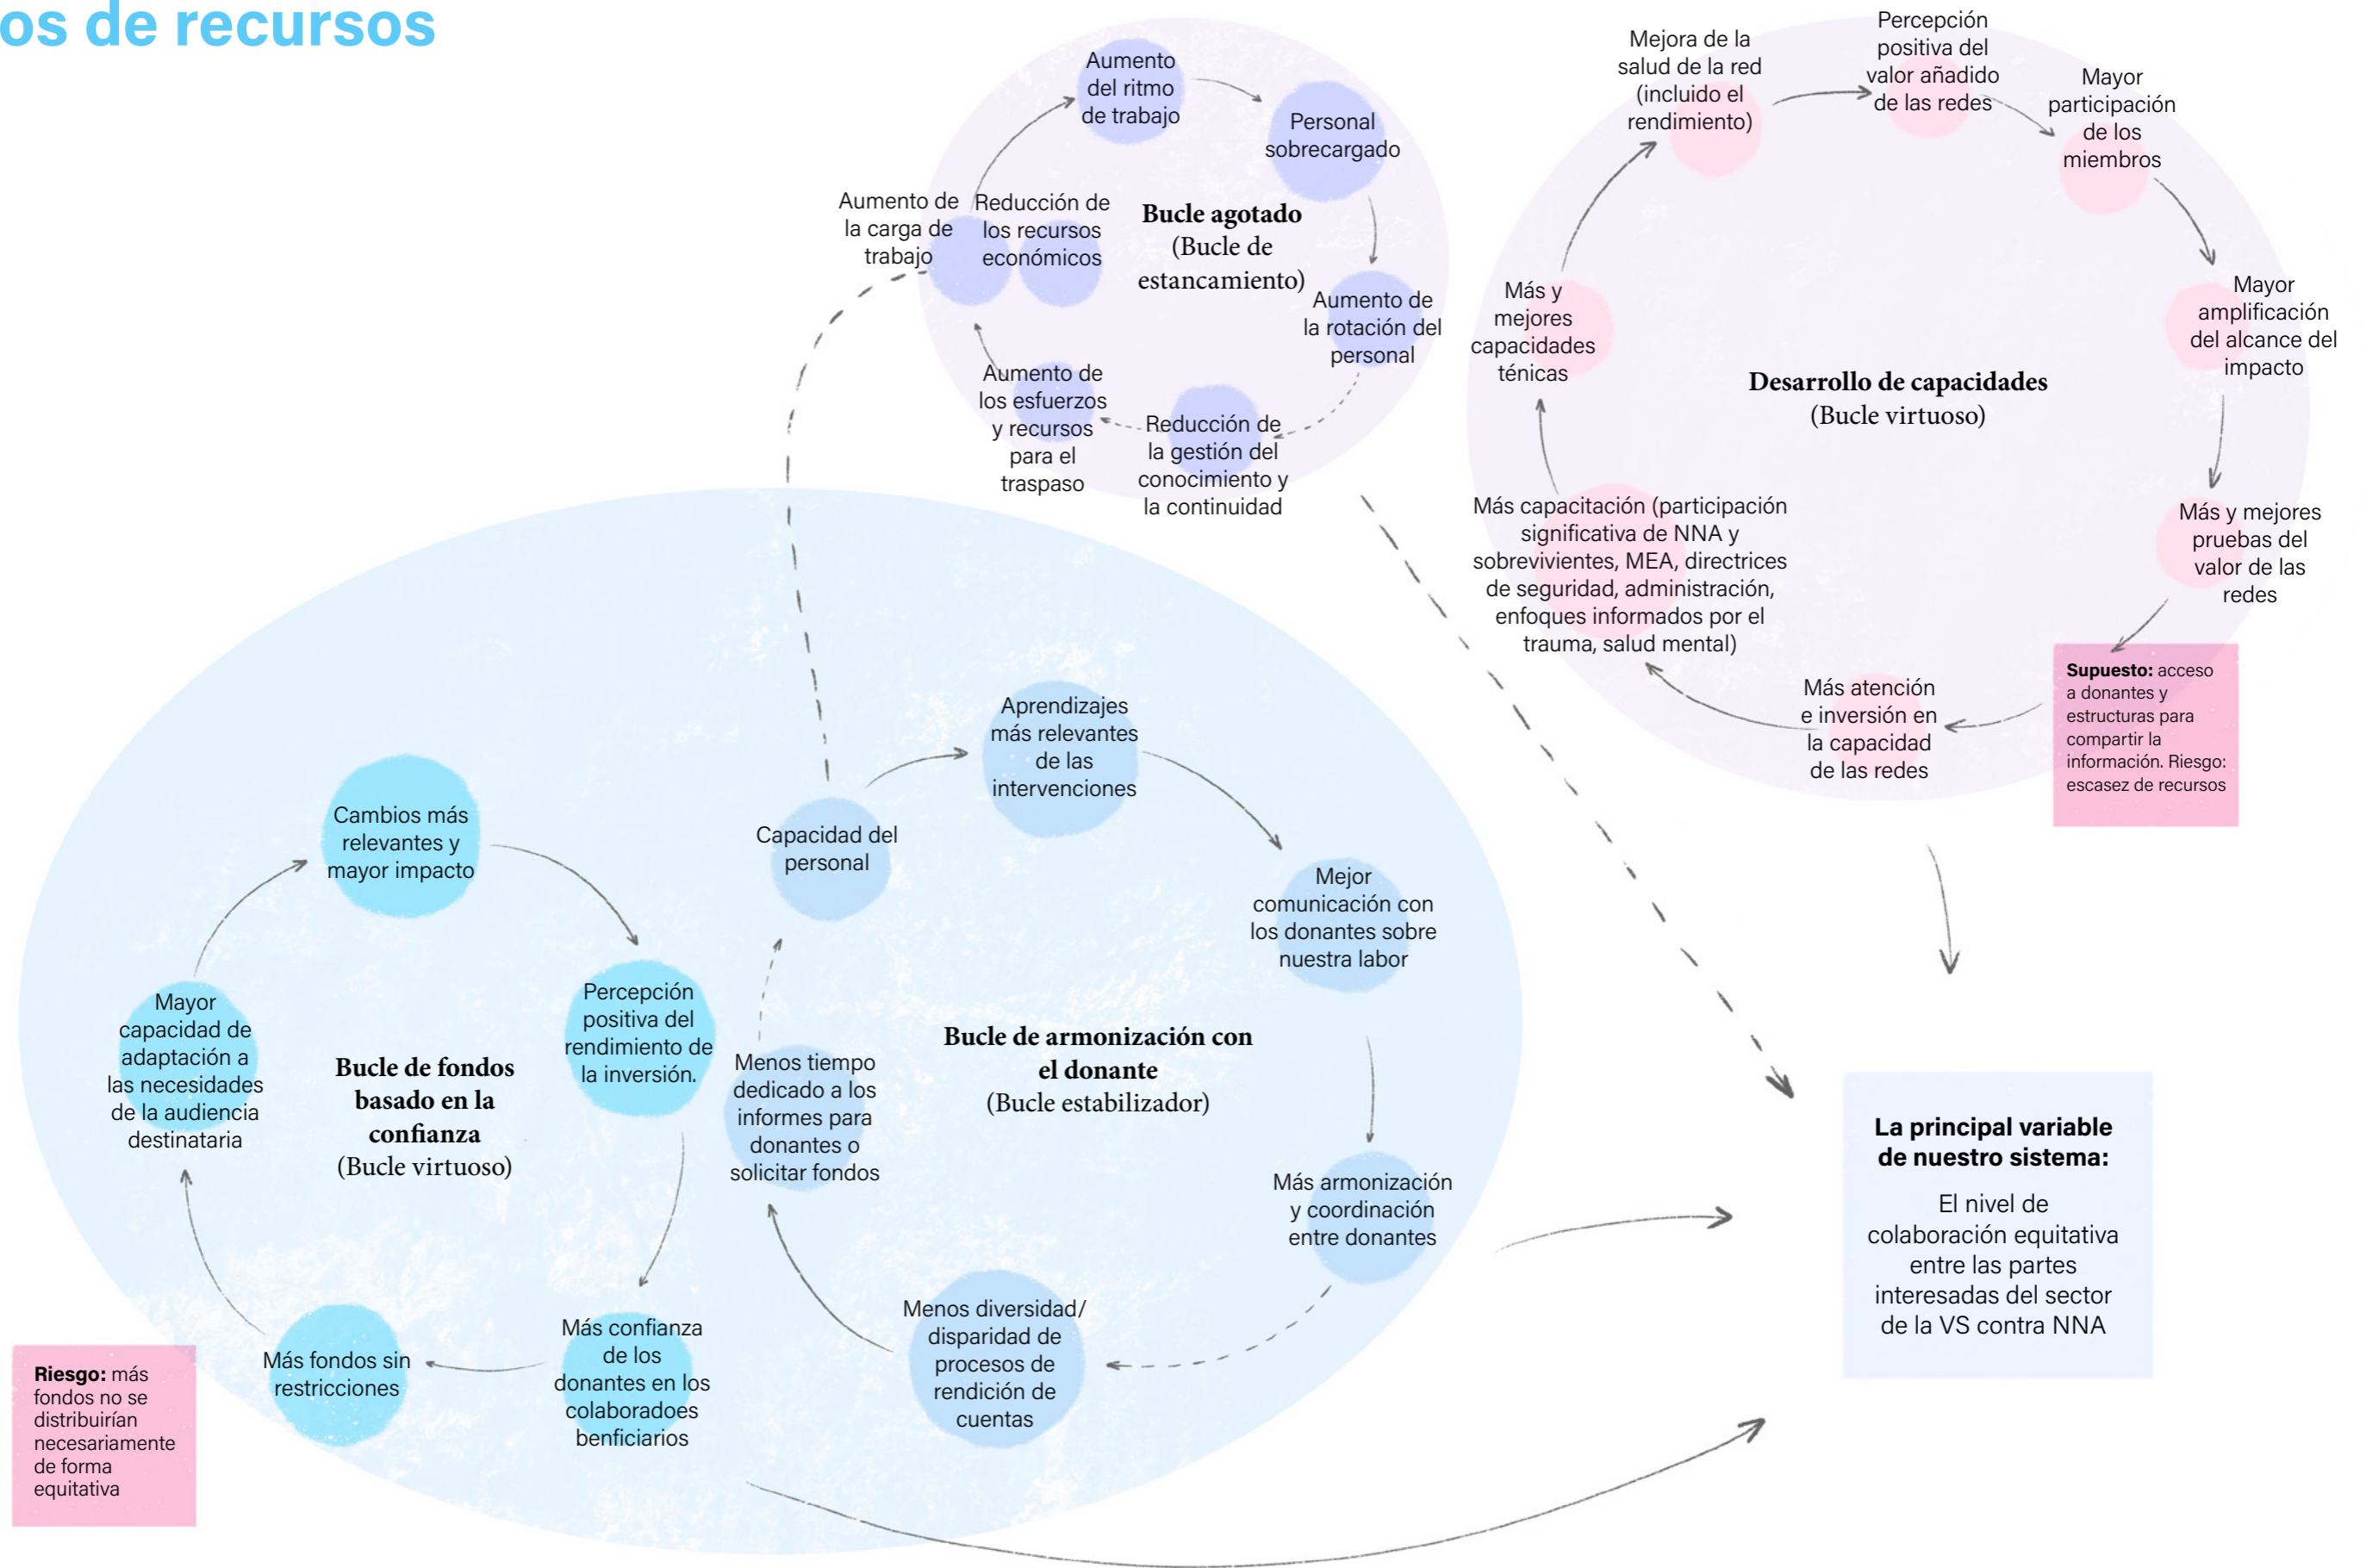 os de recursos
Aumento
del ritmo
de trabajo
Personal
sobrecargado
Aumento de
la rotación del
personal
Reducción de
la gestión del
conocimiento y
la continuidad
Aumento de
los esfuerzos
y recursos
para el
traspaso
Aumento de
la carga de
trabajo
Reducción de
los recursos
económicos
Bucle agotado
(Bucle de
estancamiento)
Mejora de la
salud de la red
(incluido el
rendimiento)
Percepción
positiva del
valor añadido
de las redes
Mayor
participación
de los
miembros
Mayor
amplificación
del alcance del
impacto
Más y mejores
pruebas del
valor de las
redes
Supuesto: acceso
a donantes y
estructuras para
compartir la
información. Riesgo:
escasez de recursos
Más atención
e inversión en
la capacidad
de las redes
Más capacitación (participación
significativa de NNA y
sobrevivientes, MEA, directrices
de seguridad, administración,
enfoques informados por el
trauma, salud mental)
Más y
mejores
capacidades
ténicas
Desarrollo de capacidades
(Bucle virtuoso)
Cambios más
relevantes y
mayor impacto
Percepción
positiva del
rendimiento de
la inversión.
Más confianza
de los
donantes en los
colaboradoes
benficiarios
Más fondos sin
restricciones
Mayor
capacidad de
adaptación a
las necesidades
de la audiencia
destinataria
Bucle de fondos
basado en la
confianza
(Bucle virtuoso)
Riesgo: más
fondos no se
distribuirían
necesariamente
de forma
equitativa
Capacidad del
personal
Aprendizajes
más relevantes
de las
intervenciones
Mejor
comunicación con
los donantes sobre
nuestra labor
Más armonización
y coordinación
entre donantes
Menos diversidad/
disparidad de
procesos de
rendición de
cuentas
Menos tiempo
dedicado a los
informes para
donantes o
solicitar fondos
Bucle de armonización con
el donante
(Bucle estabilizador)
La principal variable
de nuestro sistema:
El nivel de
colaboración equitativa
entre las partes
interesadas del sector
de la VS contra NNA